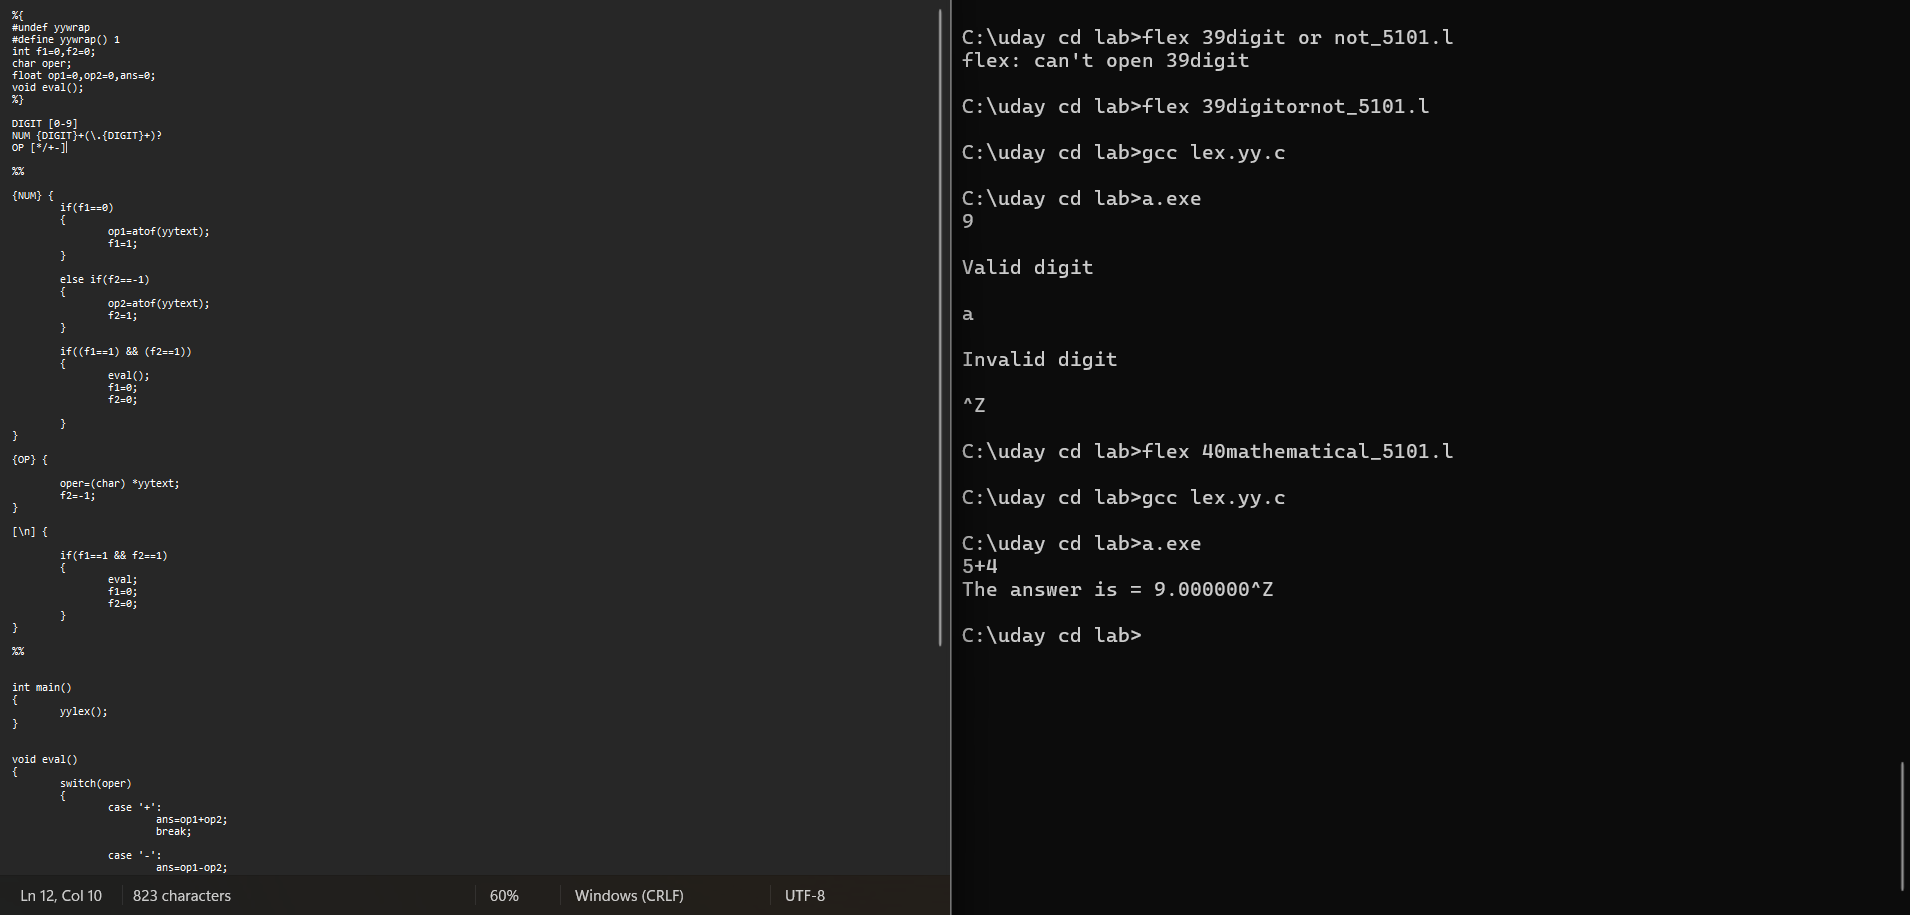 %{
#undef yywrap
#define yywrap() 1
int f1=0,f2=0;
char oper;
float op1=0,op2=0,ans=0;
void eval();
%}
DIGIT [0-9]
NUM {DIGIT}+(\.{DIGIT}+)?
OP [*/+-]
%%
{NUM} {
if(f1==0)
{
op1=atof(yytext);
f1=1;
}
else if(f2==-1)
{
op2=atof(yytext);
f2=1;
}
if((f1==1) && (f2==1))
{
eval();
f1=0;
f2=0;
}
}
{OP} {
oper=(char) *yytext;
f2=-1;
}
[\n] {
if(f1==1 && f2==1)
{
eval;
f1=0;
f2=0;
}
}
%%
int main()
{
yylex();
}
void eval()
{
switch(oper)
{
case '+':
ans=op1+op2;
break;
case '-':
ans=op1-op2;
Ln 12, Col 10
823 characters
60%
Windows (CRLF)
UTF-8
C:\uday cd lab>flex 39digit or not_5101.l
flex: can't open 39digit
C:\uday cd lab>flex 39digitornot_5101.l
C:\uday cd lab>gcc lex.yy.c
C:\uday cd lab>a.exe
9
Valid digit
a
Invalid digit
^Z
C:\uday cd lab>flex 40mathematical_5101.l
C:\uday cd lab>gcc lex.yy.c
C:\uday cd lab>a.exe
5+4
The answer is = 9.000000^Z
C:\uday cd lab>